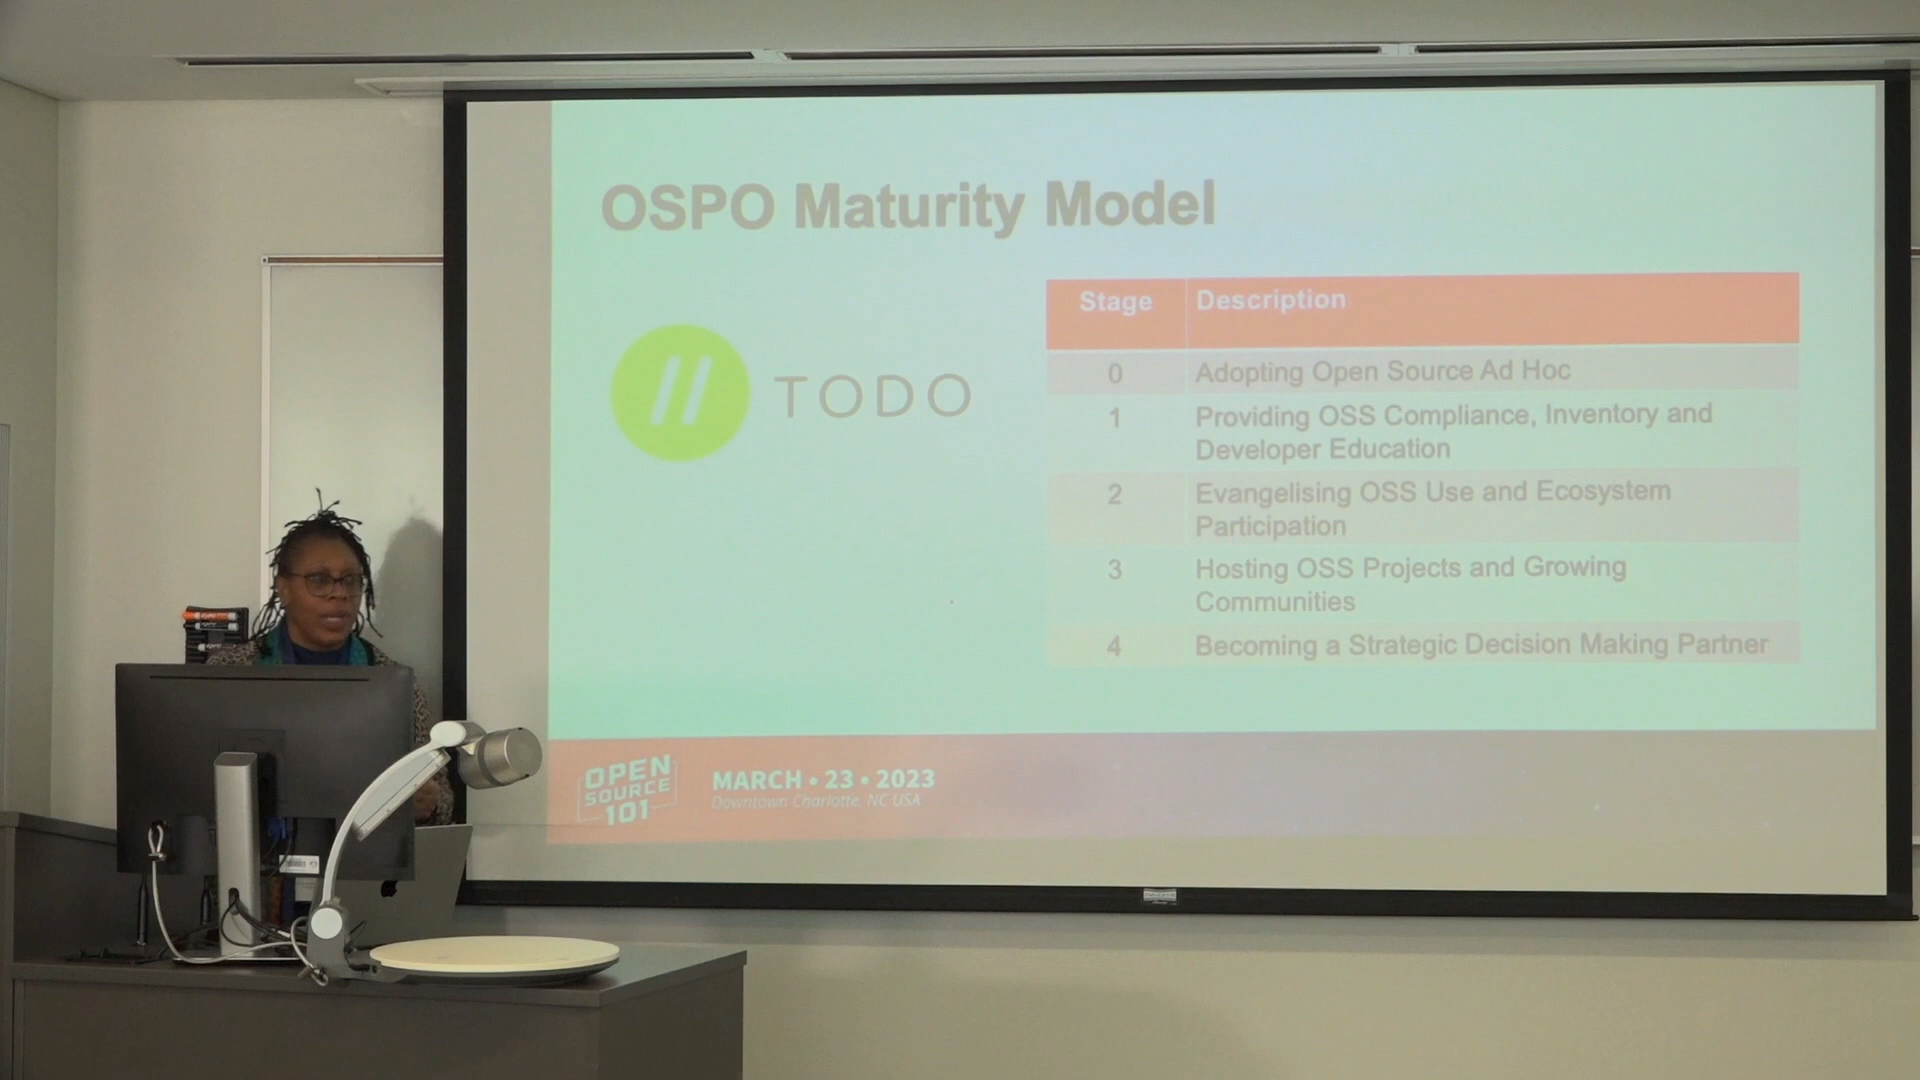 OSPO Maturity Model
TODO
Stage Description
0 Adopting Open Source Ad Hoc
1 Providing OSS Compliance, Inventory and
Developer Education
2 Evangelising OSS Use and Ecosystem
Participation
3 Hosting OSS Projects and Growing
Communities
4 Becoming a Strategic Decision Making Partner
OPEN
SOURCE
101
MARCH • 23 • 2023
Downtown Charlotte, NC USA